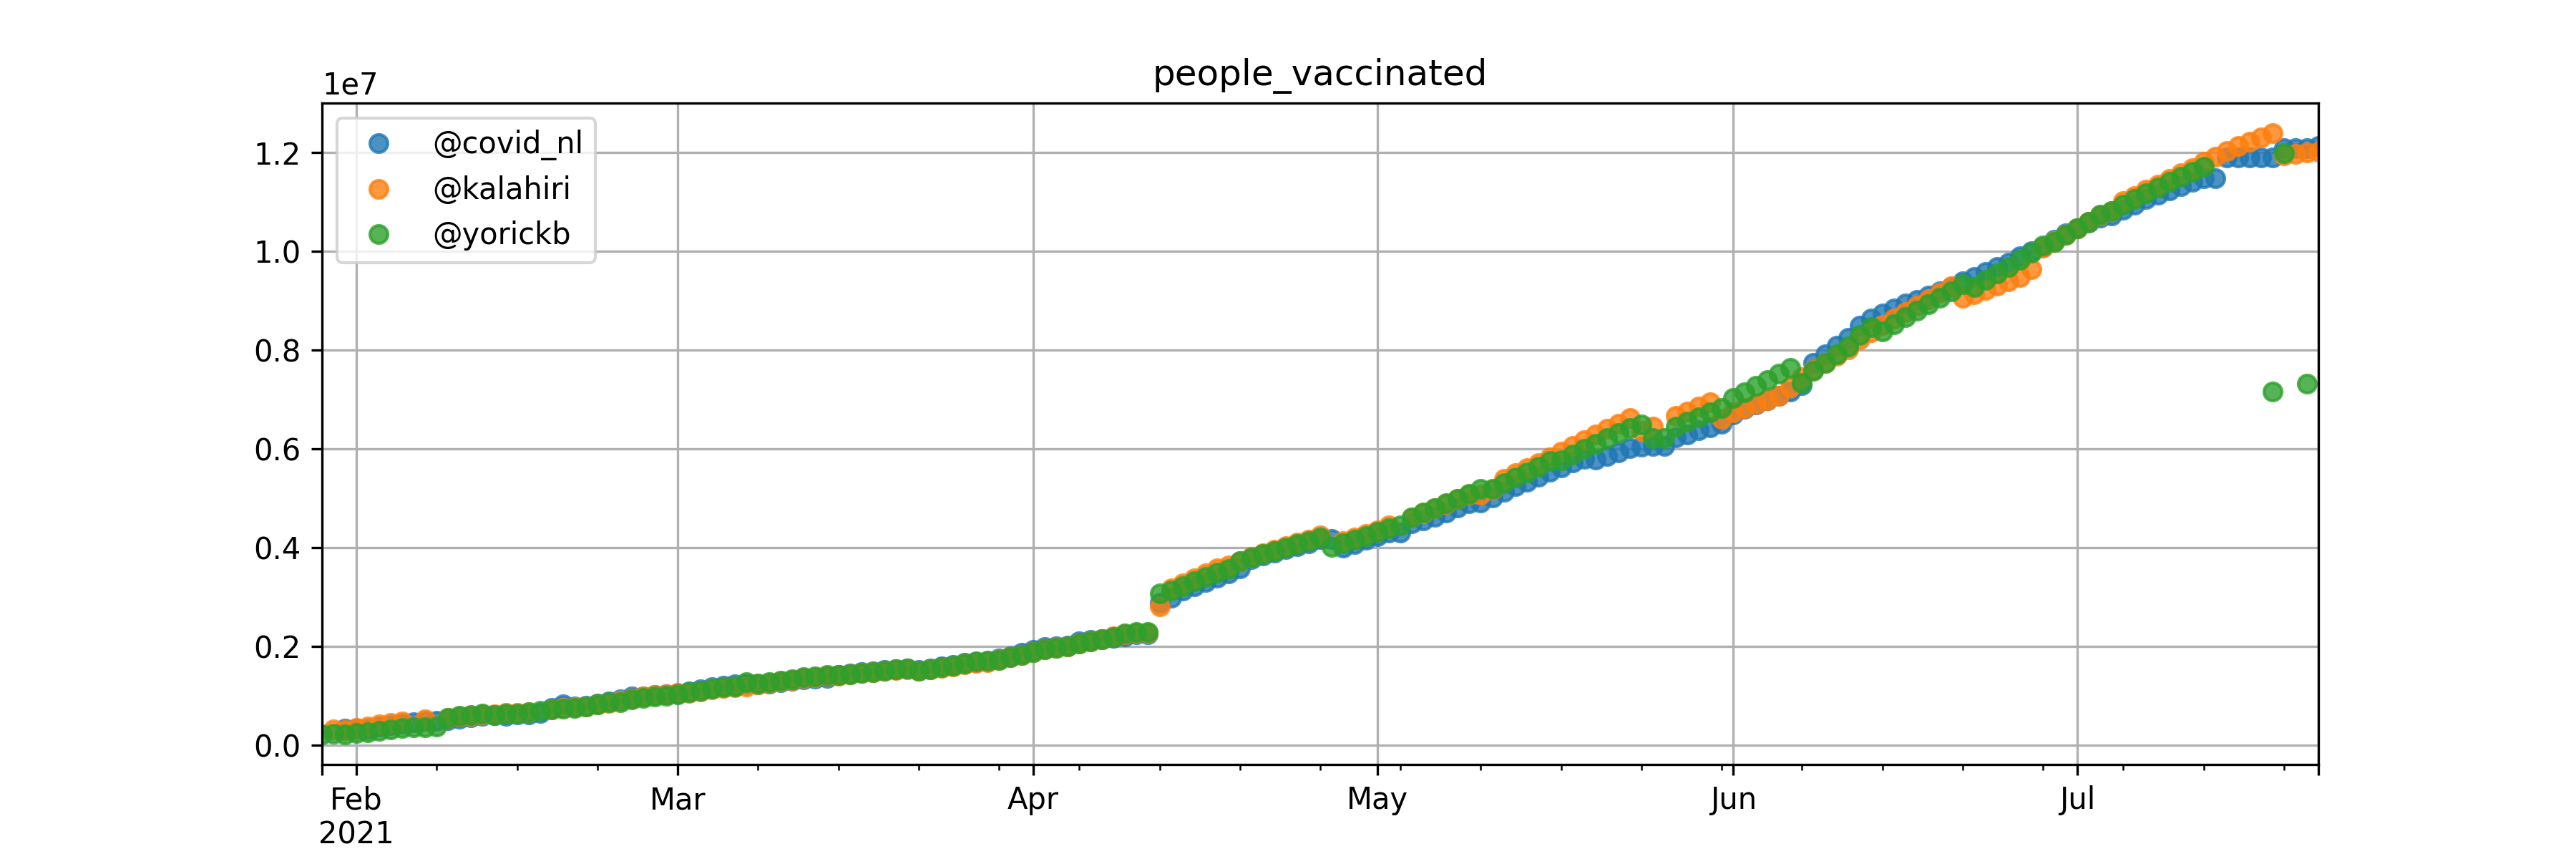 people_vaccinated
1e7
@covid_nl
@kalahiri
@yorickb
1.2
1.0
0.8
0.6
0.4
0.2
0.0
Feb Mar Apr May Jun Jul
2021